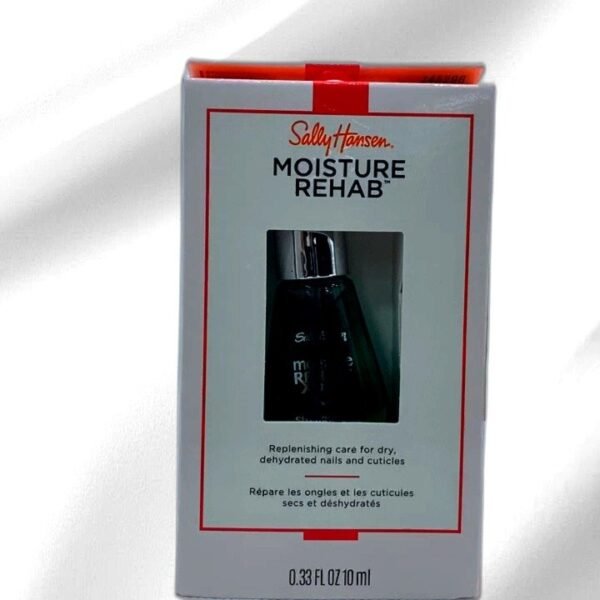 Sally Hansen.
MOISTURE
REHAB™
Replenishing care for dry,
dehydrated nails and cuticles
Répare les ongles et les cuticules
secs et déshydratés
0.33 FL OZ 10 ml